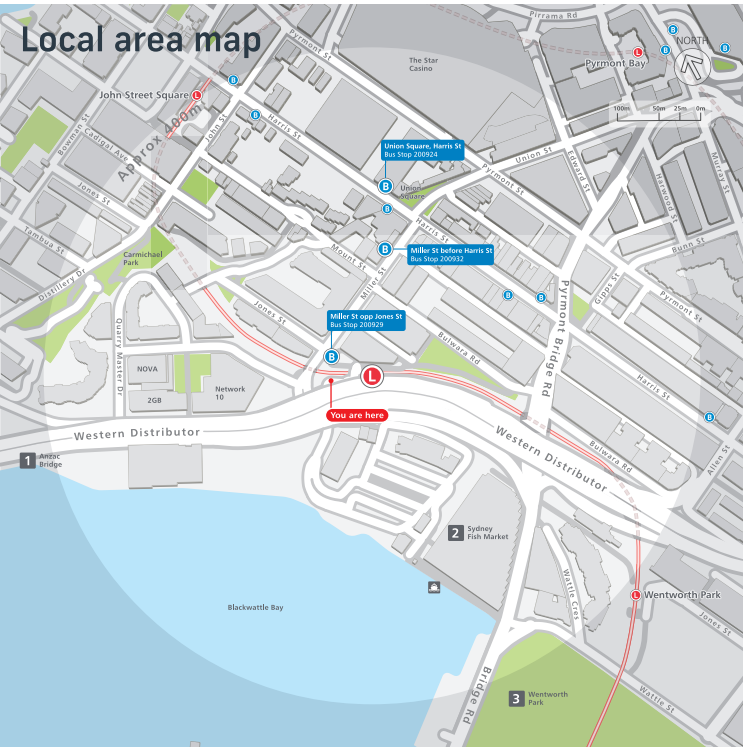 Local area map
Pirrama Rd
B
L
B
NORTH
B
B
Pyrmont Bay
Pyrmont St
The Star
Casino
B
John Street Square
L
100m 50m 25m 0m
Approx 400m
B
John St
Harris St
Bowman St
Cadigal Ave
Union Square, Harris St
Bus Stop 200924
Union St
Edward St
Murray St
Pyrmont St
Harwood St
Jones St
B
Union
Square
B
Tambua St
Harris St
Bunn St
Carmichael
Park
Mount St
B
Miller St before Harris St
Bus Stop 200932
Distillery Dr
Miller St
Gipps St
B
B
Pyrmont St
Jones St
Miller St opp Jones St
Bus Stop 200929
Pyrmont Bridge Rd
Quarry Master Dr
Bulwara Rd
B
NOVA
L
Harris St
Network
10
2GB
You are here
B
Western Distributor
Western Distributor
Bulwara Rd
Allen St
1
Anzac
Bridge
2
Sydney
Fish Market
Wattle Cres
L
Wentworth Park
Blackwattle Bay
Jones St
Bridge Rd
Wattle St
3
Wentworth
Park